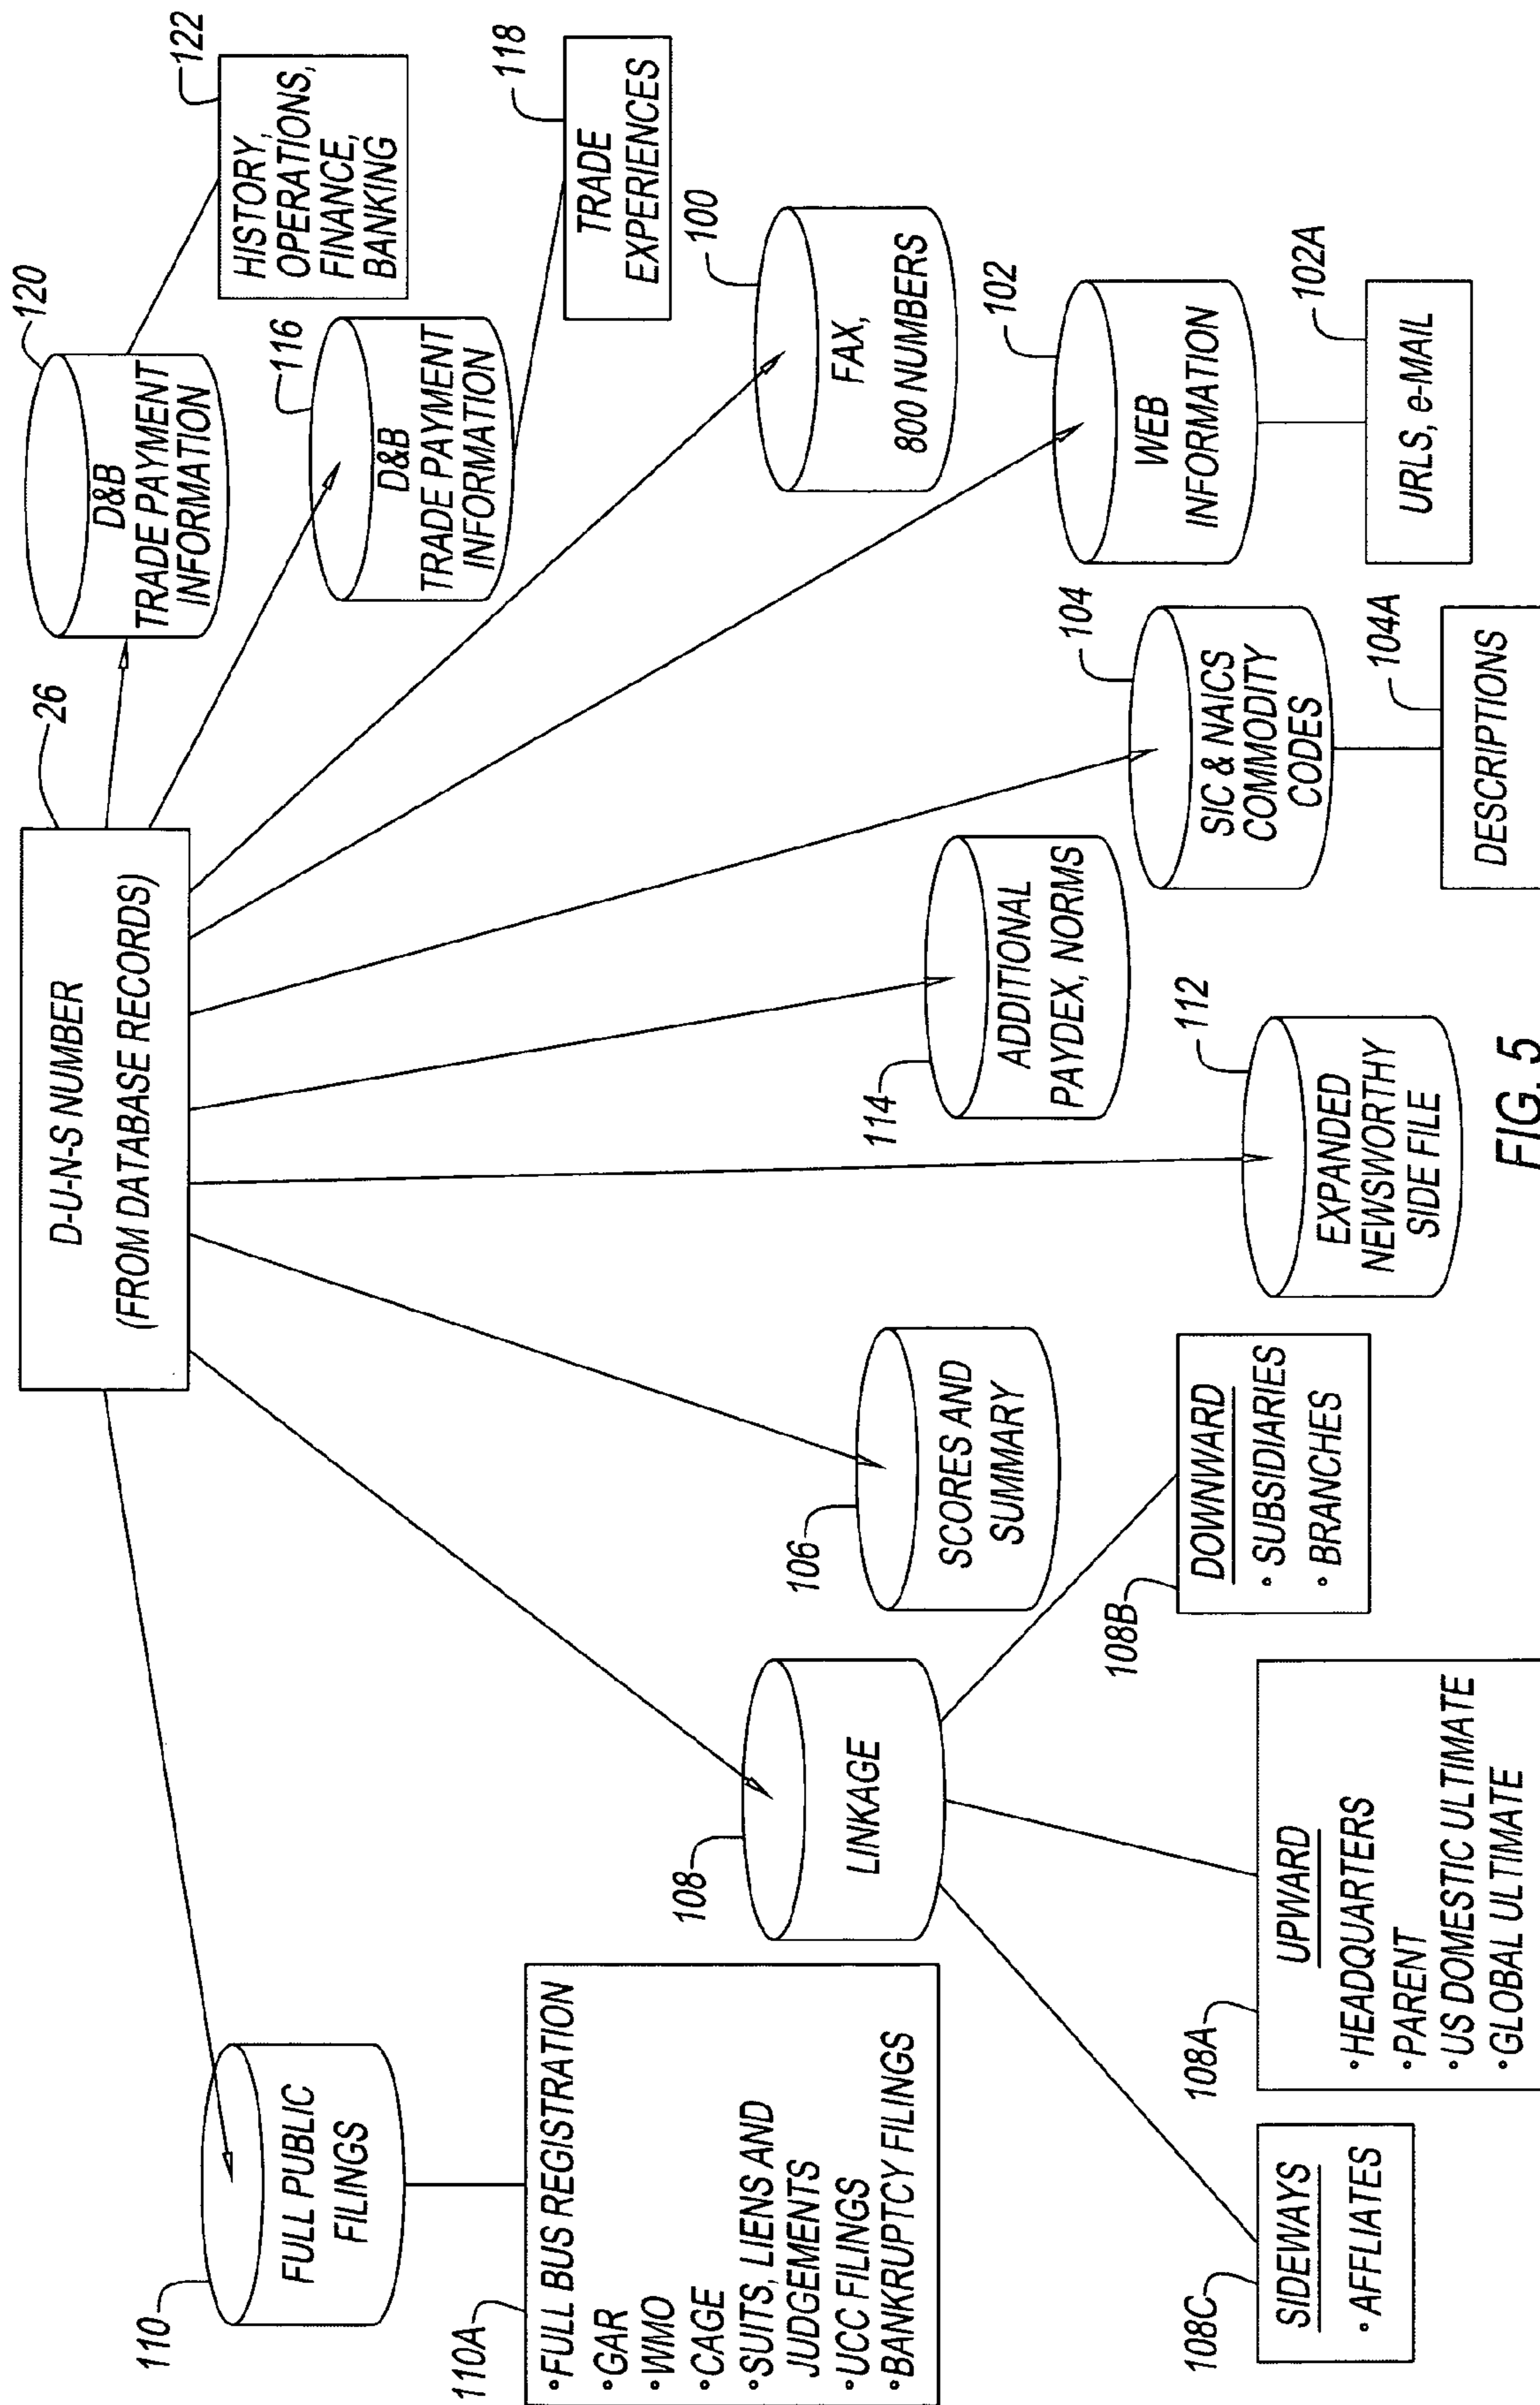 D-U-N-S NUMBER
(FROM DATABASE RECORDS)
26
110
FULL PUBLIC
FILINGS
110A
• FULL BUS REGISTRATION
• GAR
• WMO
• CAGE
• SUITS, LIENS AND
JUDGEMENTS
• UCC FILINGS
• BANKRUPTCY FILINGS
108
LINKAGE
108C
SIDEWAYS
• AFFLIATES
108A
UPWARD
• HEADQUARTERS
• PARENT
• US DOMESTIC ULTIMATE
• GLOBAL ULTIMATE
108B
DOWNWARD
• SUBSIDIARIES
• BRANCHES
106
SCORES AND
SUMMARY
112
EXPANDED
NEWSWORTHY
SIDE FILE
114
ADDITIONAL
PAYDEX, NORMS
104
SIC & NAICS
COMMODITY
CODES
104A
DESCRIPTIONS
102
WEB
INFORMATION
102A
URLS, e-MAIL
100
FAX,
800 NUMBERS
116
D&B
TRADE PAYMENT
INFORMATION
118
TRADE
EXPERIENCES
120
D&B
TRADE PAYMENT
INFORMATION
122
HISTORY,
OPERATIONS,
FINANCE,
BANKING
FIG. 5